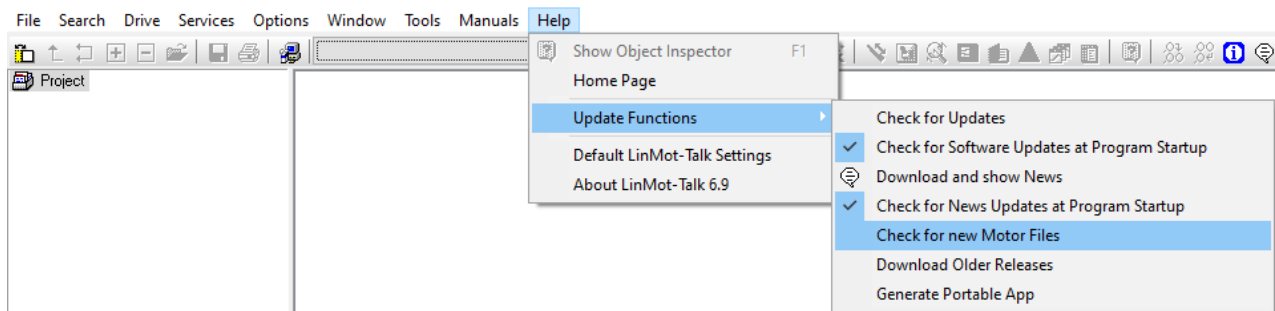 File Search Drive Services Options Window Tools Manuals Help
Show Object Inspector F1
Project
Home Page
Update Functions
Check for Updates
Default LinMot-Talk Settings
Check for Software Updates at Program Startup
About LinMot-Talk 6.9
Download and show News
Check for News Updates at Program Startup
Check for new Motor Files
Download Older Releases
Generate Portable App